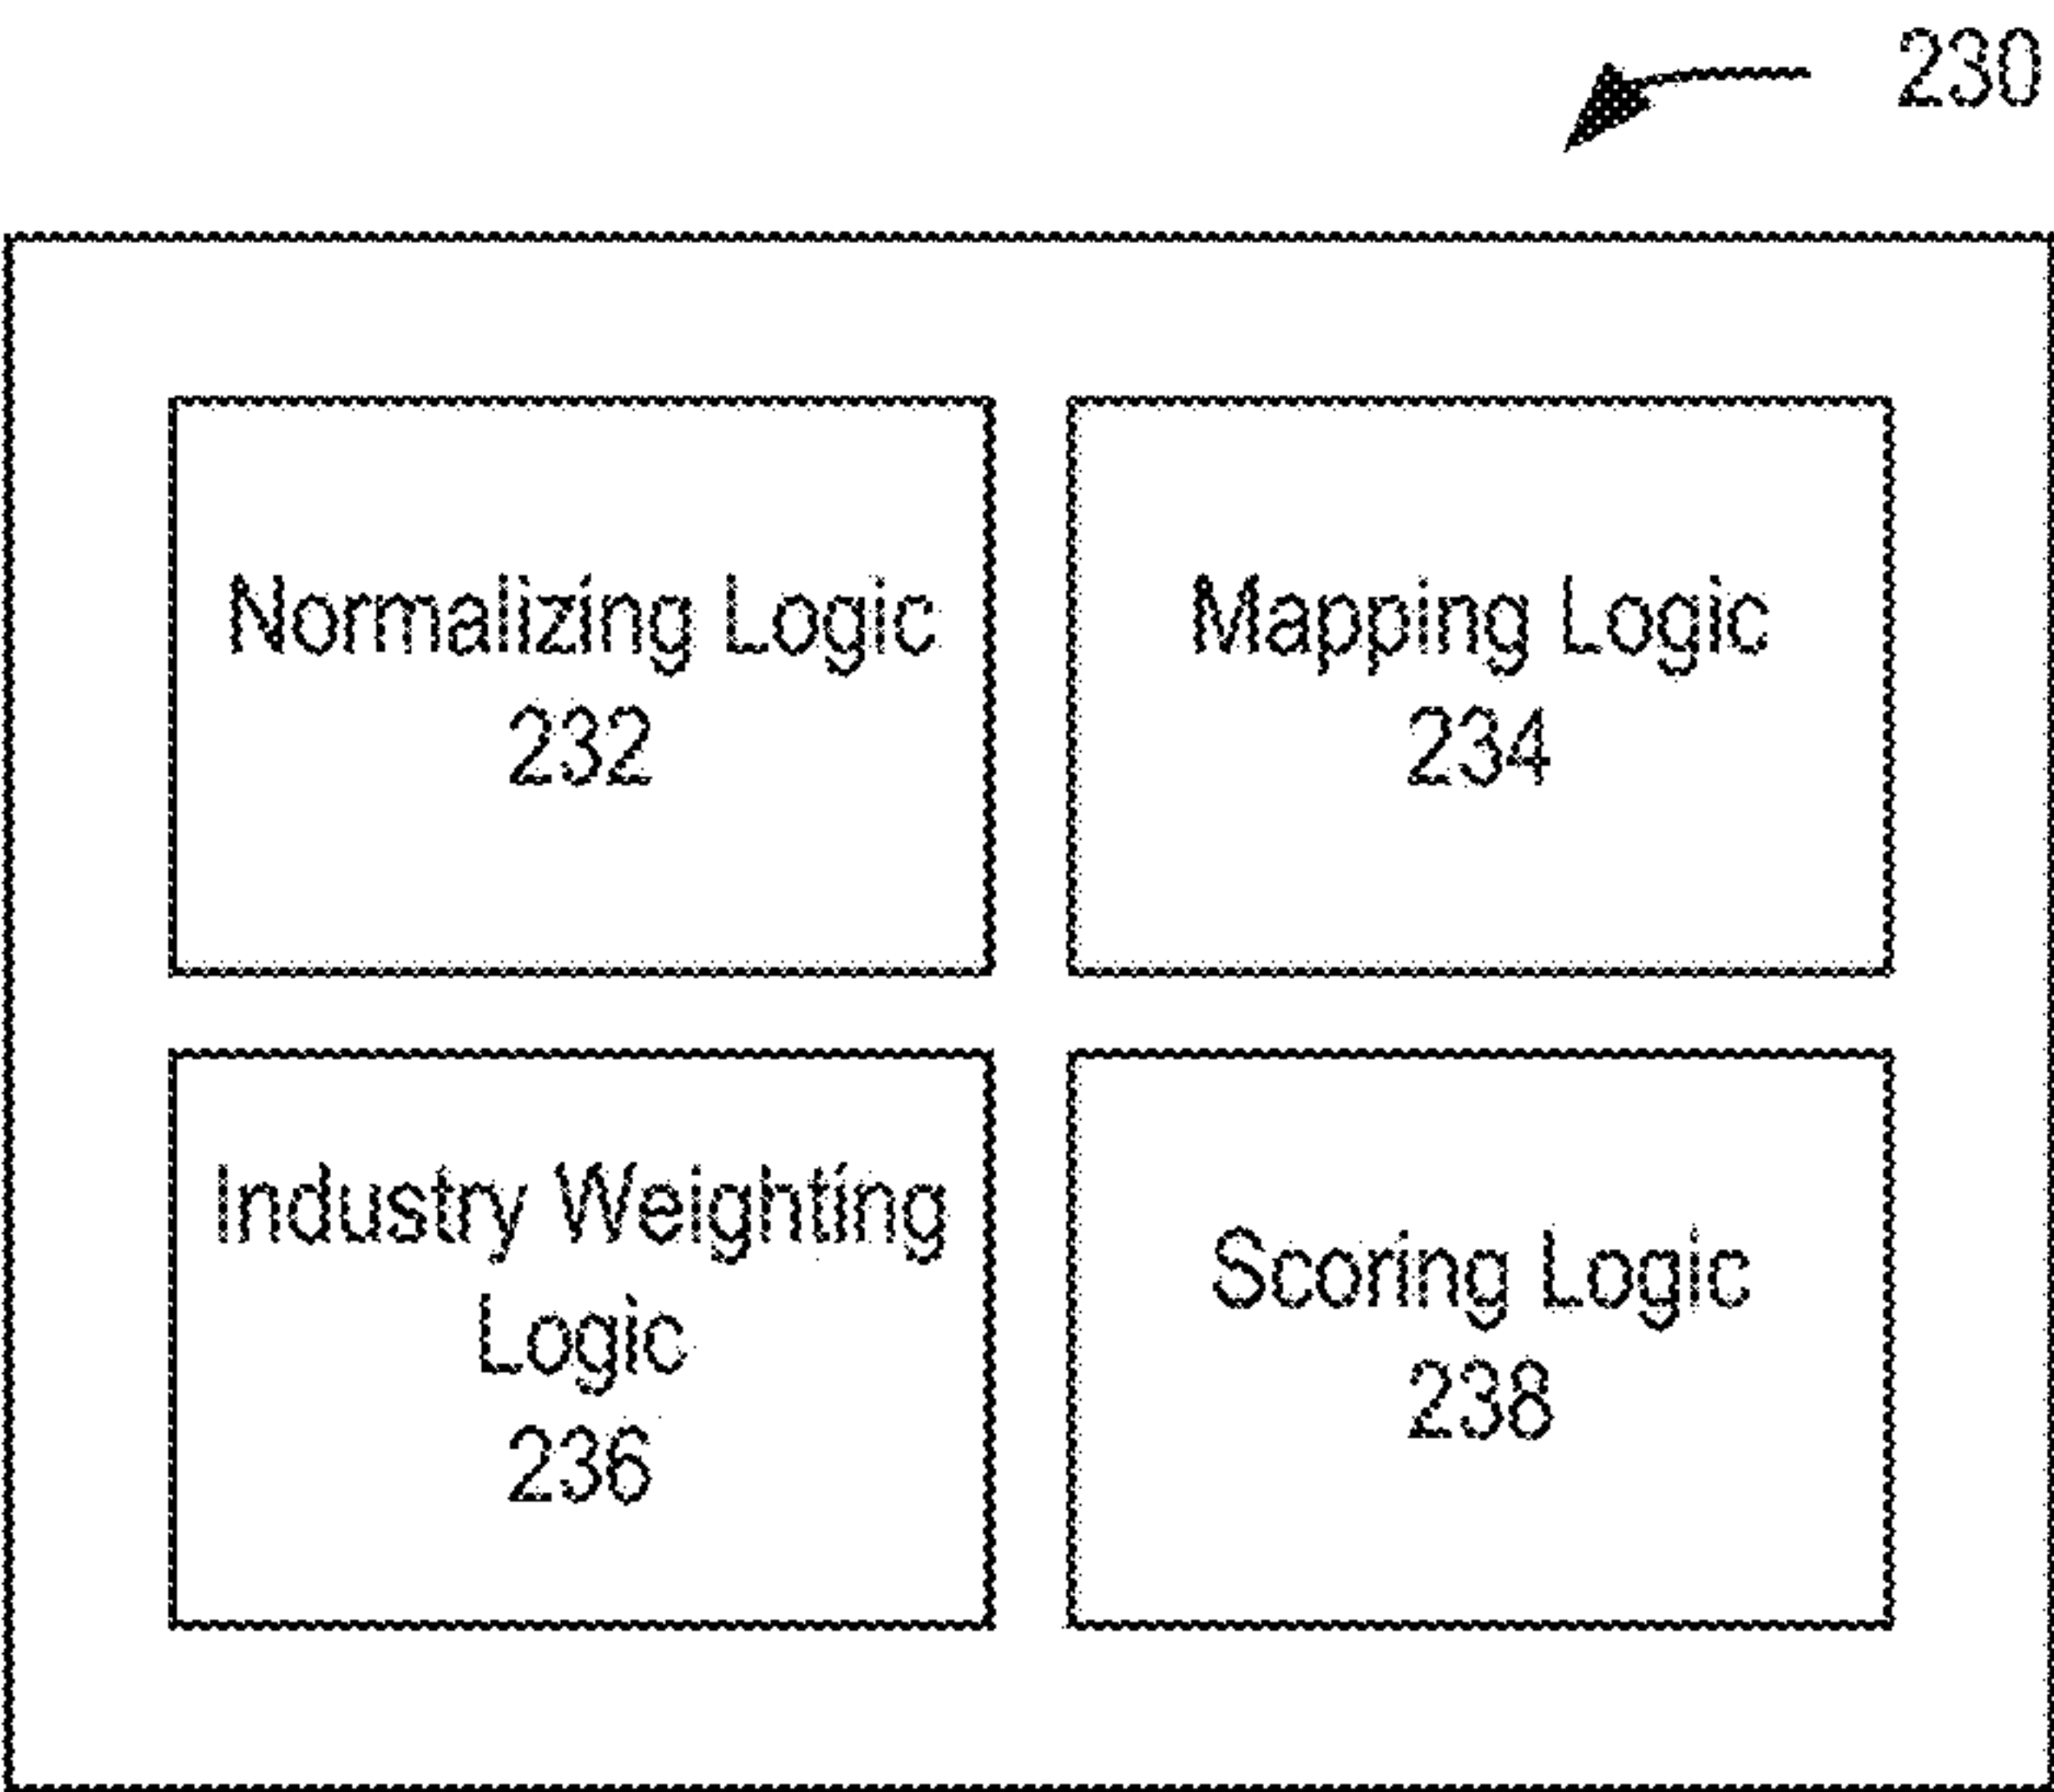 230
Normalizing Logic
232
Mapping Logic
234
Industry Weighting
Logic
236
Scoring Logic
238